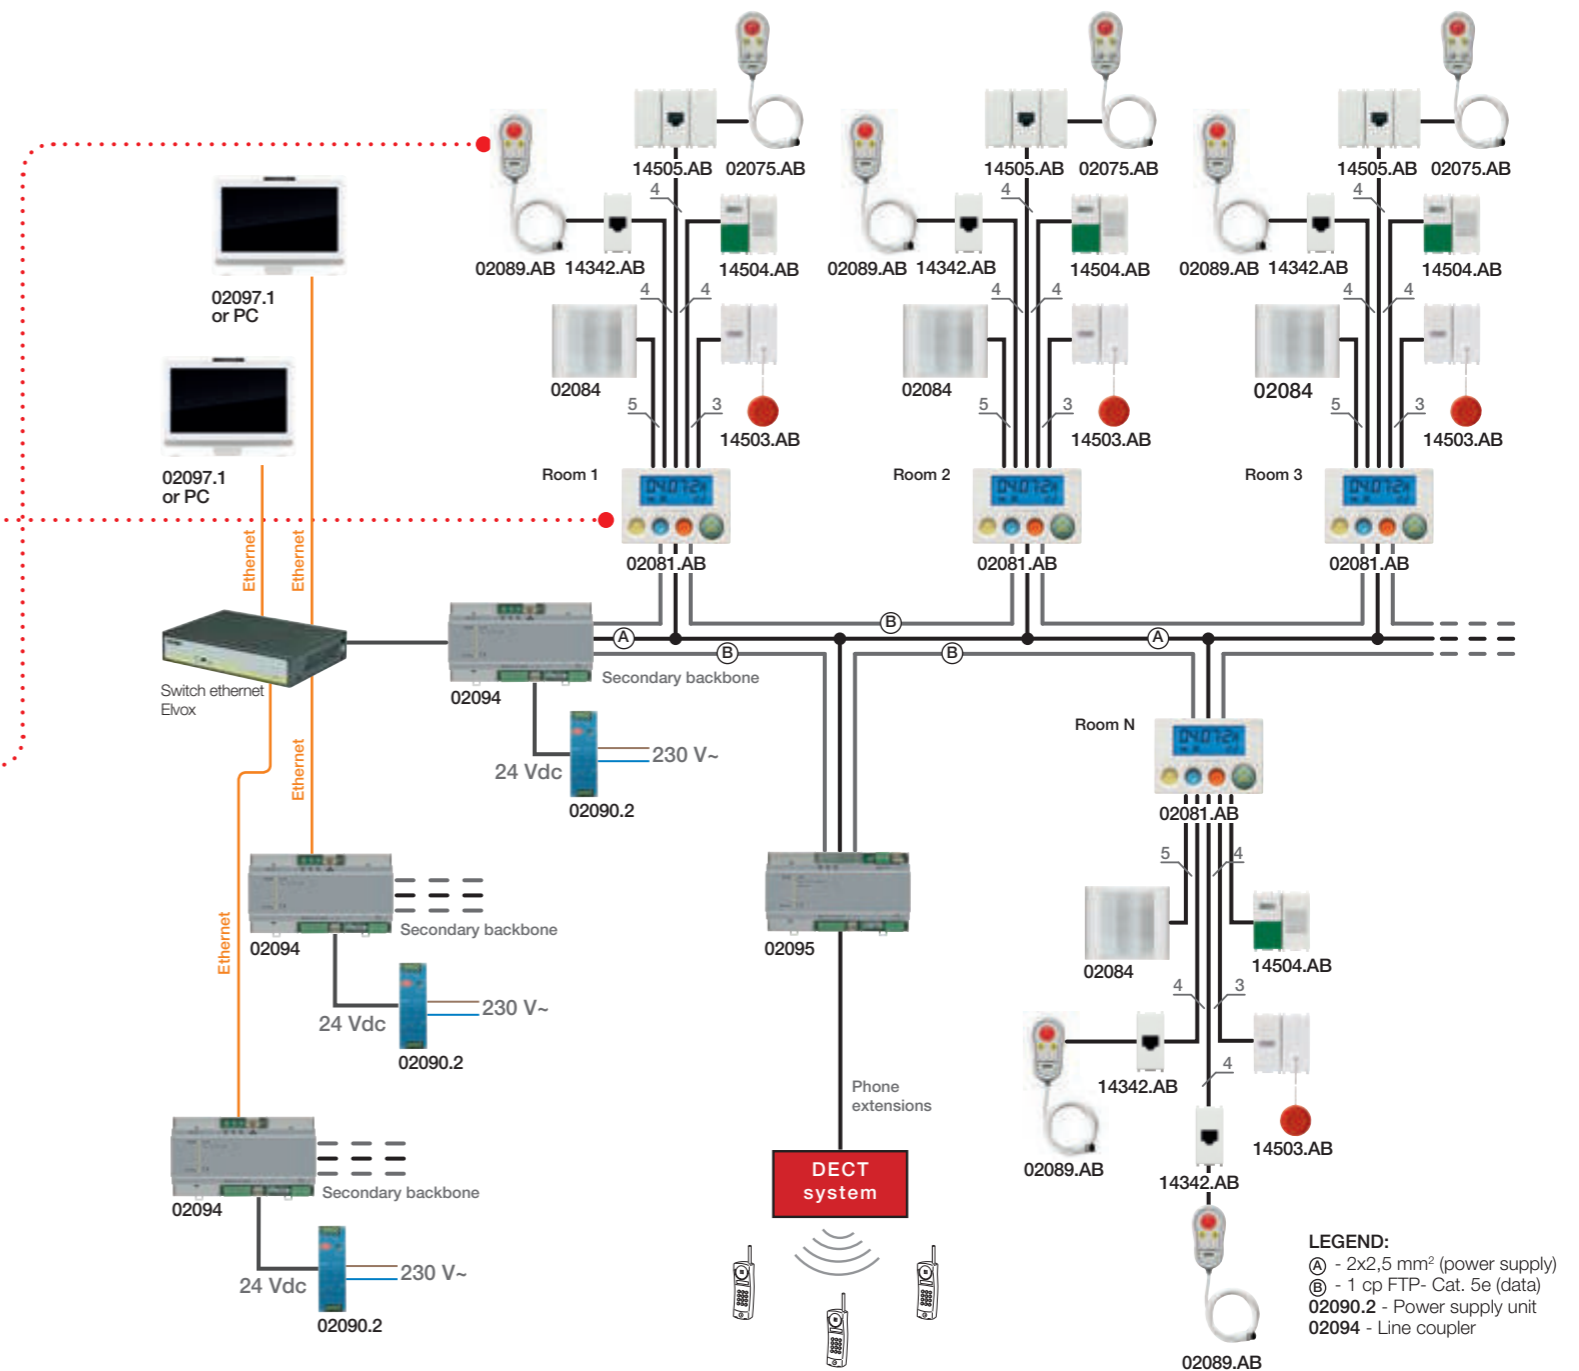 14505.AB 02075.AB
14505.AB 02075.AB
14505.AB 02075.AB
4
4
4
02089.AB 14342.AB
14504.AB
02089.AB 14342.AB
14504.AB
02089.AB 14342.AB
14504.AB
02097.1
or PC
4 4
4 4
4 4
02084
02084
02084
5 3
5 3
5 3
14503.AB
14503.AB
14503.AB
02097.1
or PC
Room 1
Room 2
Room 3
02081.AB
02081.AB
02081.AB
Ethernet
Ethernet
A
B
B
B
A
Switch ethernet
Elvox
02094
Secondary backbone
24 Vdc
230 V~
02090.2
Room N
02081.AB
Ethernet
Ethernet
02094
Secondary backbone
24 Vdc
230 V~
02090.2
02095
5
4
02084
14504.AB
4
3
14342.AB
4
02089.AB
14503.AB
14342.AB
02089.AB
Phone
extensions
DECT
system
02094
Secondary backbone
24 Vdc
230 V~
02090.2
LEGEND:
A - 2x2,5 mm² (power supply)
B - 1 cp FTP- Cat. 5e (data)
02090.2 - Power supply unit
02094 - Line coupler